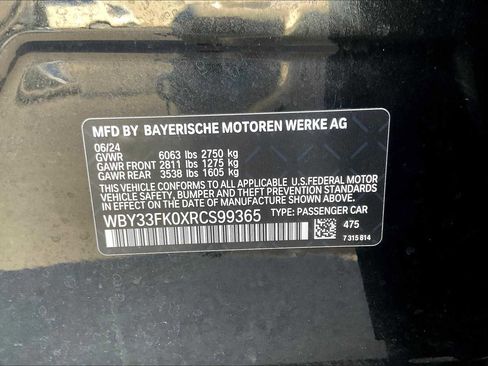 MFD BY BAYERISCHE MOTOREN WERKE AG
06/24
GVWR 6063 lbs 2750 kg
GAWR FRONT 2811 lbs 1275 kg
GAWR REAR 3538 lbs 1605 kg
THIS VEHICLE CONFORMS TO ALL APPLICABLE U.S.FEDERAL MOTOR
VEHICLE SAFETY, BUMPER AND THEFT PREVENTION STANDARDS
IN EFFECT ON THE DATE OF MANUFACTURE SHOWN ABOVE.
WBY33FK0XRCS99365 TYPE: PASSENGER CAR
475
7 315 814